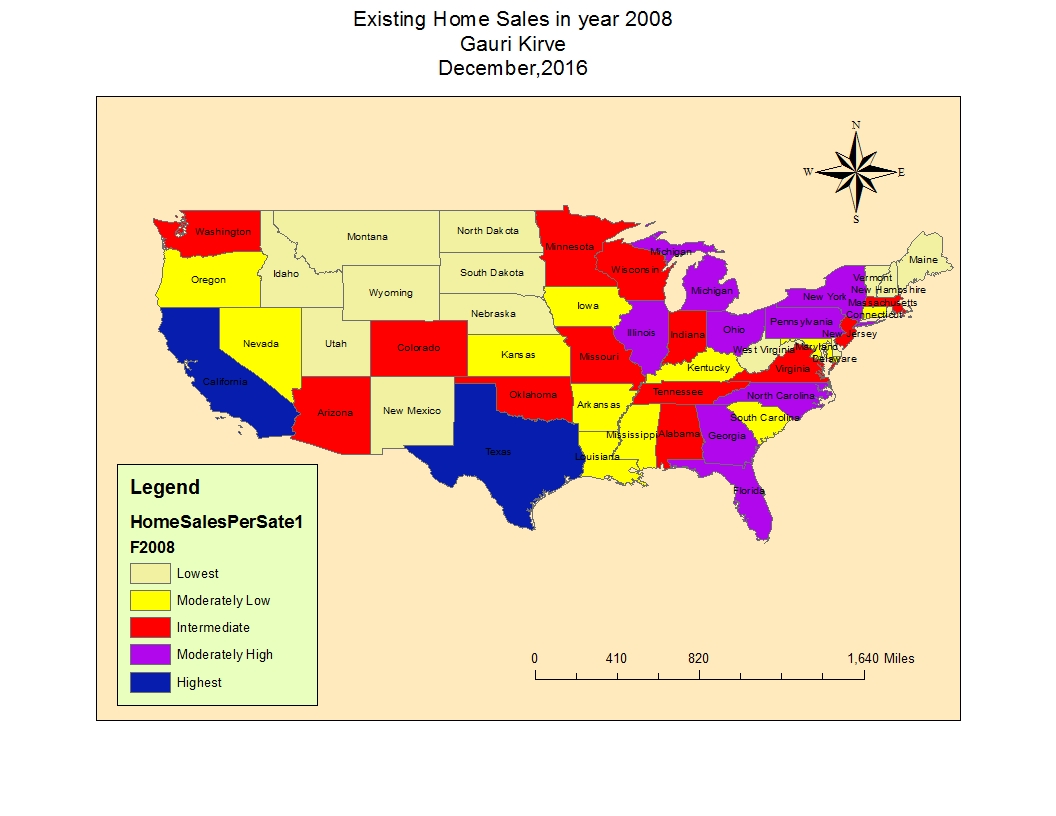 Existing Home Sales in year 2008
Gauri Kirve
December,2016
N
W
E
S
Washington
Montana
North Dakota
Minnesota
Michigan
Maine
Oregon
Idaho
South Dakota
Wisconsin
Vermont
Wyoming
Michigan
New York
New Hampshire
Massachusetts
Nebraska
Iowa
Connecticut
Pennsylvania
Nevada
Utah
Illinois
Indiana
Ohio
New Jersey
Colorado
Kansas
Missouri
West Virginia
Maryland
Delaware
California
Kentucky
Virginia
Arizona
New Mexico
Oklahoma
Arkansas
Tennessee
North Carolina
South Carolina
Texas
Louisiana
Mississippi
Alabama
Georgia
Florida
Legend
HomeSalesPerSate1
F2008
Lowest
Moderately Low
Intermediate
Moderately High
Highest
0 410 820 1,640 Miles